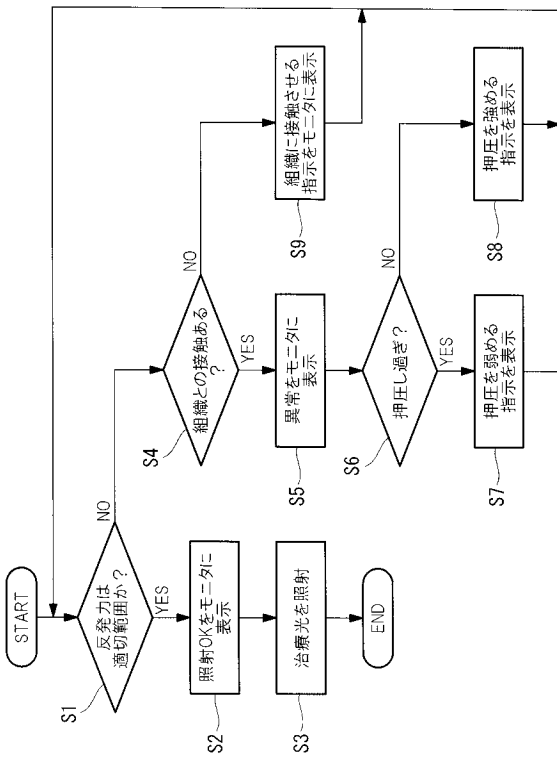 START
S1
反発力は
適切範囲か?
NO
YES
S2
照射OKをモニタに
表示
S3
治療光を照射
END
S4
組織との接触ある
?
NO
YES
S5
異常をモニタに
表示
S6
押圧し過ぎ?
NO
YES
S7
押圧を弱める
指示を表示
S8
押圧を強める
指示を表示
S9
組織に接触させる
指示をモニタに表示